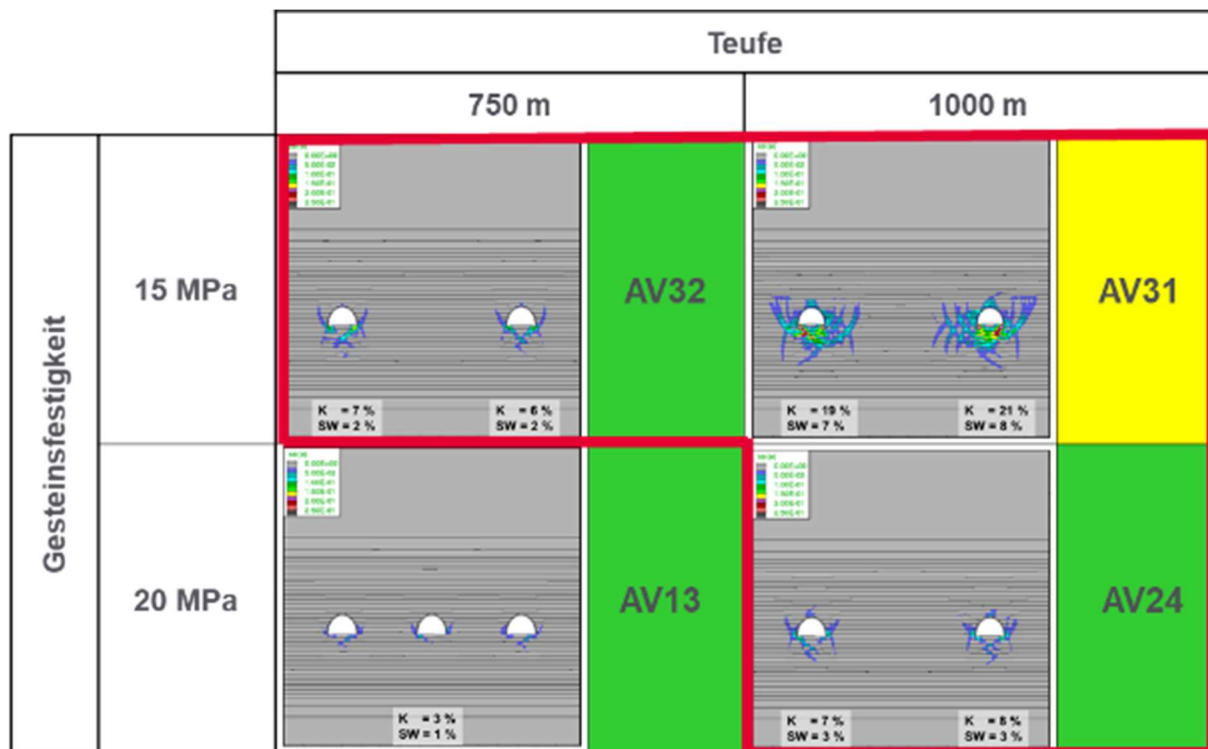 Teufe
750 m
1000 m
Gesteinsfestigkeit
15 MPa
K = 7 %
SW = 2 %
K = 6 %
SW = 2 %
AV32
K = 19 %
SW = 7 %
K = 21 %
SW = 8 %
AV31
20 MPa
K = 3 %
SW = 1 %
AV13
K = 7 %
SW = 3 %
K = 8 %
SW = 3 %
AV24